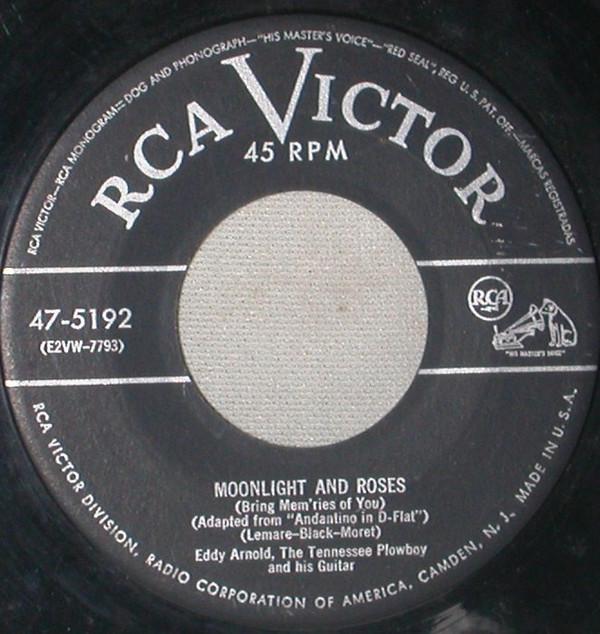 RCA VICTOR—RCA MONOGRAM—DOG AND PHONOGRAPH—"HIS MASTER'S VOICE"—"RED SEAL", REG U. S. PAT. OFF.—MARCAS REGISTRADAS
RCA VICTOR
45 RPM
47-5192
(E2VW-7793)
RCA
"HIS MASTER'S VOICE"
MOONLIGHT AND ROSES
(Bring Mem'ries of You)
(Adapted from "Andantino in D-Flat")
(Lemare-Black-Moret)
Eddy Arnold, The Tennessee Plowboy
and his Guitar
RCA VICTOR DIVISION, RADIO CORPORATION OF AMERICA, CAMDEN, N. J. MADE IN U. S. A.